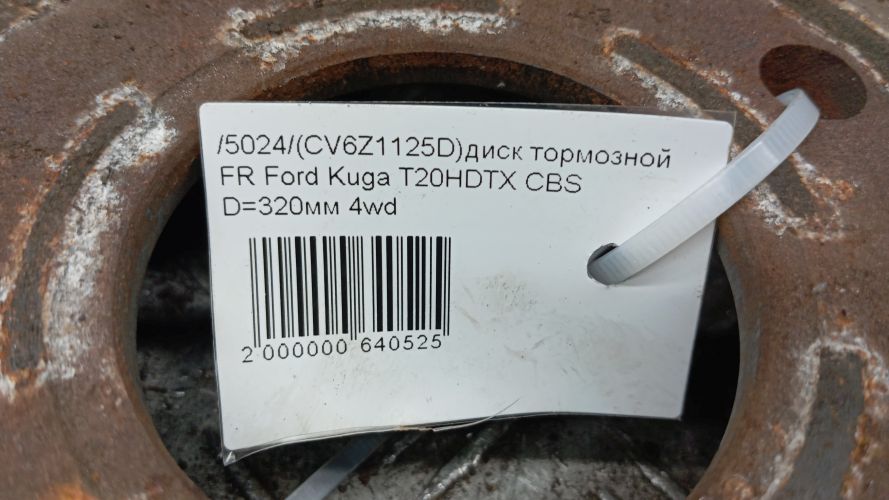 /5024/(CV6Z1125D)диск тормозной
FR Ford Kuga T20HDTX CBS
D=320мм 4wd
2 000000 640525